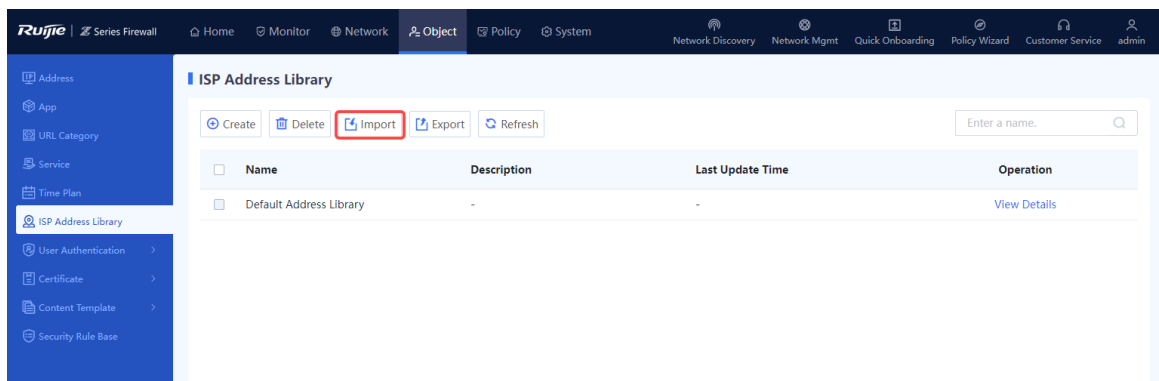 Ruijie | Z Series Firewall
Home
Monitor
Network
Object
Policy
System
Network Discovery
Network Mgmt
Quick Onboarding
Policy Wizard
Customer Service
admin
Address
App
URL Category
Service
Time Plan
ISP Address Library
User Authentication
Certificate
Content Template
Security Rule Base
ISP Address Library
Create
Delete
Import
Export
Refresh
Enter a name.
Name Description Last Update Time Operation
Default Address Library - - View Details